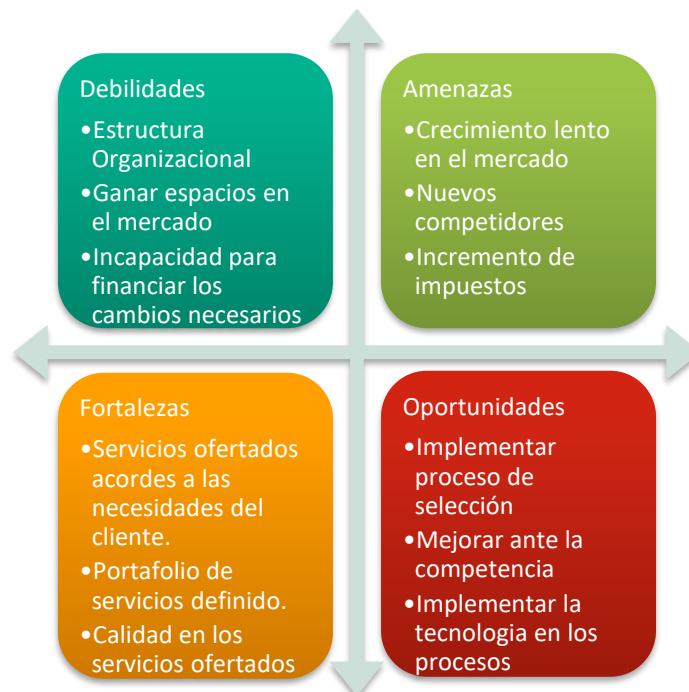 Debilidades
•Estructura
Organizacional
•Ganar espacios en
el mercado
•Incapacidad para
financiar los
cambios necesarios
Amenazas
•Crecimiento lento
en el mercado
•Nuevos
competidores
•Incremento de
impuestos
Fortalezas
•Servicios ofertados
acordes a las
necesidades del
cliente.
•Portafolio de
servicios definido.
•Calidad en los
servicios ofertados
Oportunidades
•Implementar
proceso de
selección
•Mejorar ante la
competencia
•Implementar la
tecnologia en los
procesos